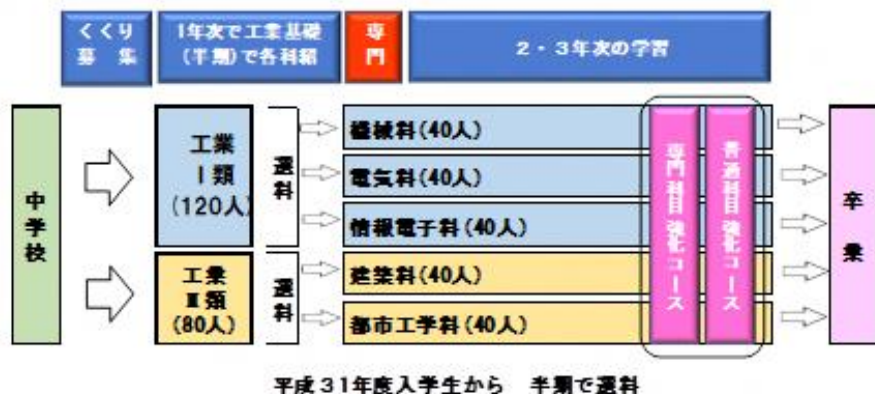 くくり
募 集
1年次で工業基礎
(半期)で各科籍
専
門
2・3年次の学習
中学校
工業
Ⅰ類
(120人)
選科
機械科(40人)
電気科(40人)
情報電子科(40人)
工業
Ⅱ類
(80人)
選科
建築科(40人)
都市工学科(40人)
専門科目強化コース
普通科目強化コース
卒業
平成31年度入学生から 半期で選科